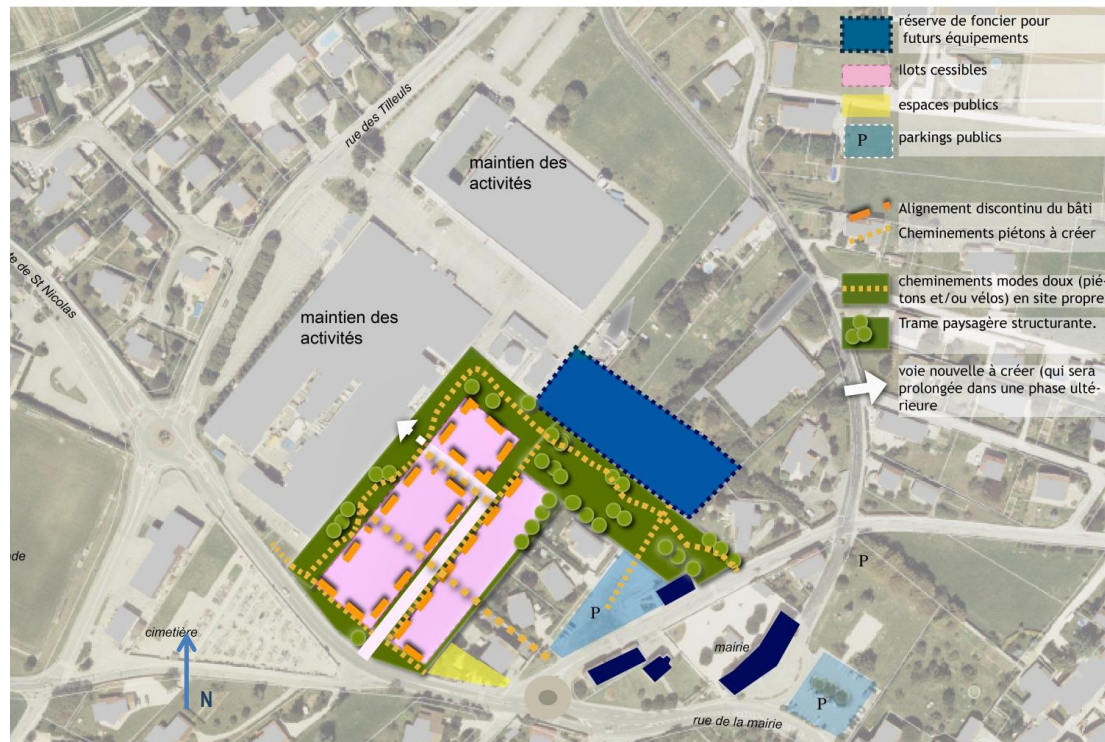 réserve de foncier pour
futurs équipements
Ilots cessibles
espaces publics
P parkings publics
Alignement discontinu du bâti
Cheminements piétons à créer
cheminements modes doux (pié-
tons et/ou vélos) en site propre
Trame paysagère structurante.
voie nouvelle à créer (qui sera
prolongée dans une phase ulté-
rieure
rue des Tilleuls
maintien des
activités
te de St Nicolas
maintien des
activités
nde
cimetière
N
P
P
mairie
P
rue de la mairie